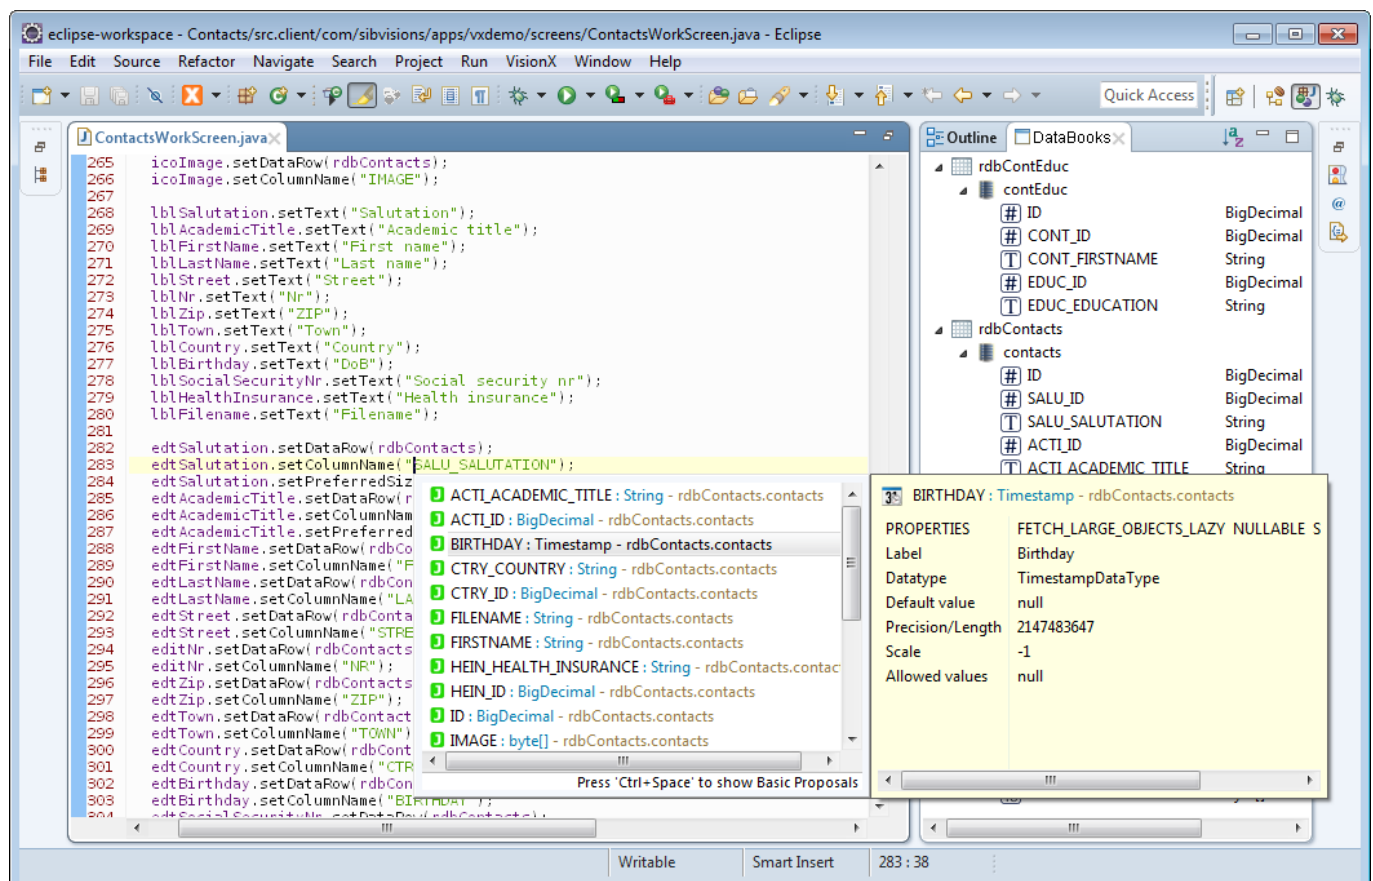 eclipse-workspace - Contacts/src.client/com/sibvisions/apps/vxdemo/screens/ContactsWorkScreen.java - Eclipse
File Edit Source Refactor Navigate Search Project Run VisionX Window Help
Quick Access
ContactsWorkScreen.java
265 icoImage.setDataRow(rdbContacts);
266 icoImage.setColumnName("IMAGE");
267
268 lblSalutation.setText("Salutation");
269 lblAcademicTitle.setText("Academic title");
270 lblFirstName.setText("First name");
271 lblLastName.setText("Last name");
272 lblStreet.setText("Street");
273 lblNr.setText("Nr");
274 lblZip.setText("ZIP");
275 lblTown.setText("Town");
276 lblCountry.setText("Country");
277 lblBirthday.setText("DoB");
278 lblSocialSecurityNr.setText("Social security nr");
279 lblHealthInsurance.setText("Health insurance");
280 lblFilename.setText("Filename");
281
282 edtSalutation.setDataRow(rdbContacts);
283 edtSalutation.setColumnName("SALU_SALUTATION");
284 edtSalutation.setPreferredSiz
285 edtAcademicTitle.setDataRow(r
286 edtAcademicTitle.setColumnNam
287 edtAcademicTitle.setPreferred
288 edtFirstName.setDataRow(rdbCo
289 edtFirstName.setColumnName("F
290 edtLastName.setDataRow(rdbCon
291 edtLastName.setColumnName("LA
292 edtStreet.setDataRow(rdbConta
293 edtStreet.setColumnName("STRE
294 editNr.setDataRow(rdbContacts
295 editNr.setColumnName("NR");
296 edtZip.setDataRow(rdbContacts
297 edtZip.setColumnName("ZIP");
298 edtTown.setDataRow(rdbContact
299 edtTown.setColumnName("TOWN")
300 edtCountry.setDataRow(rdbCont
301 edtCountry.setColumnName("CTR
302 edtBirthday.setDataRow(rdbCon
303 edtBirthday.setColumnName("BIRTHDAY");
304 edtSocialSecurityNr.setDataRow(rdbContacts);
ACTI_ACADEMIC_TITLE : String - rdbContacts.contacts
ACTI_ID : BigDecimal - rdbContacts.contacts
BIRTHDAY : Timestamp - rdbContacts.contacts
CTRY_COUNTRY : String - rdbContacts.contacts
CTRY_ID : BigDecimal - rdbContacts.contacts
FILENAME : String - rdbContacts.contacts
FIRSTNAME : String - rdbContacts.contacts
HEIN_HEALTH_INSURANCE : String - rdbContacts.contac
HEIN_ID : BigDecimal - rdbContacts.contacts
ID : BigDecimal - rdbContacts.contacts
IMAGE : byte[] - rdbContacts.contacts
Press 'Ctrl+Space' to show Basic Proposals
Outline DataBooks
rdbContEduc
contEduc
ID BigDecimal
CONT_ID BigDecimal
CONT_FIRSTNAME String
EDUC_ID BigDecimal
EDUC_EDUCATION String
rdbContacts
contacts
ID BigDecimal
SALU_ID BigDecimal
SALU_SALUTATION String
ACTI_ID BigDecimal
ACTI_ACADEMIC_TITLE String
BIRTHDAY : Timestamp - rdbContacts.contacts
PROPERTIES FETCH_LARGE_OBJECTS_LAZY NULLABLE S
Label Birthday
Datatype TimestampDataType
Default value null
Precision/Length 2147483647
Scale -1
Allowed values null
Writable Smart Insert 283 : 38